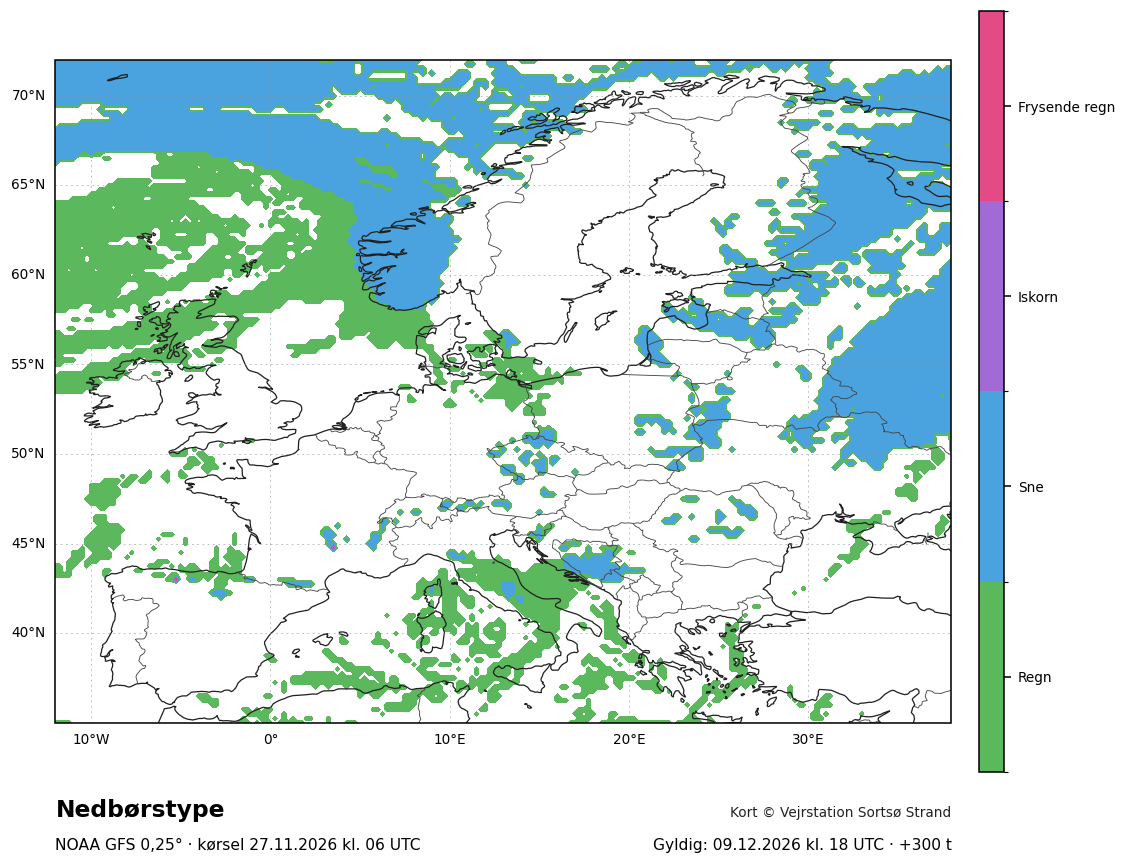 70°N
65°N
60°N
55°N
50°N
45°N
40°N
10°W
0°
10°E
20°E
30°E
Frysende regn
Iskorn
Sne
Regn
Nedbørstype
Kort © Vejrstation Sortsø Strand
NOAA GFS 0,25° · kørsel 27.11.2026 kl. 06 UTC
Gyldig: 09.12.2026 kl. 18 UTC · +300 t